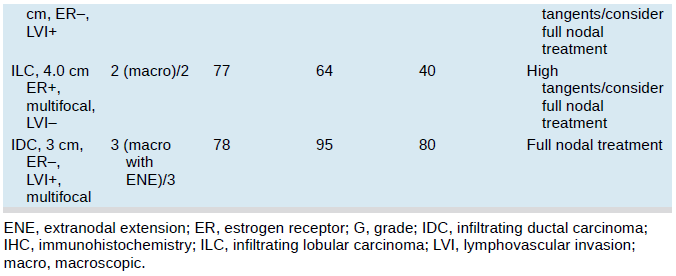 cm, ER–, tangents/consider
LVI+ full nodal
treatment
ILC, 4.0 cm 2 (macro)/2 77 64 40 High
ER+, tangents/consider
multifocal, full nodal
LVI– treatment
IDC, 3 cm, 3 (macro 78 95 80 Full nodal treatment
ER–, with
LVI+, ENE)/3
multifocal
ENE, extranodal extension; ER, estrogen receptor; G, grade; IDC, infiltrating ductal carcinoma;
IHC, immunohistochemistry; ILC, infiltrating lobular carcinoma; LVI, lymphovascular invasion;
macro, macroscopic.